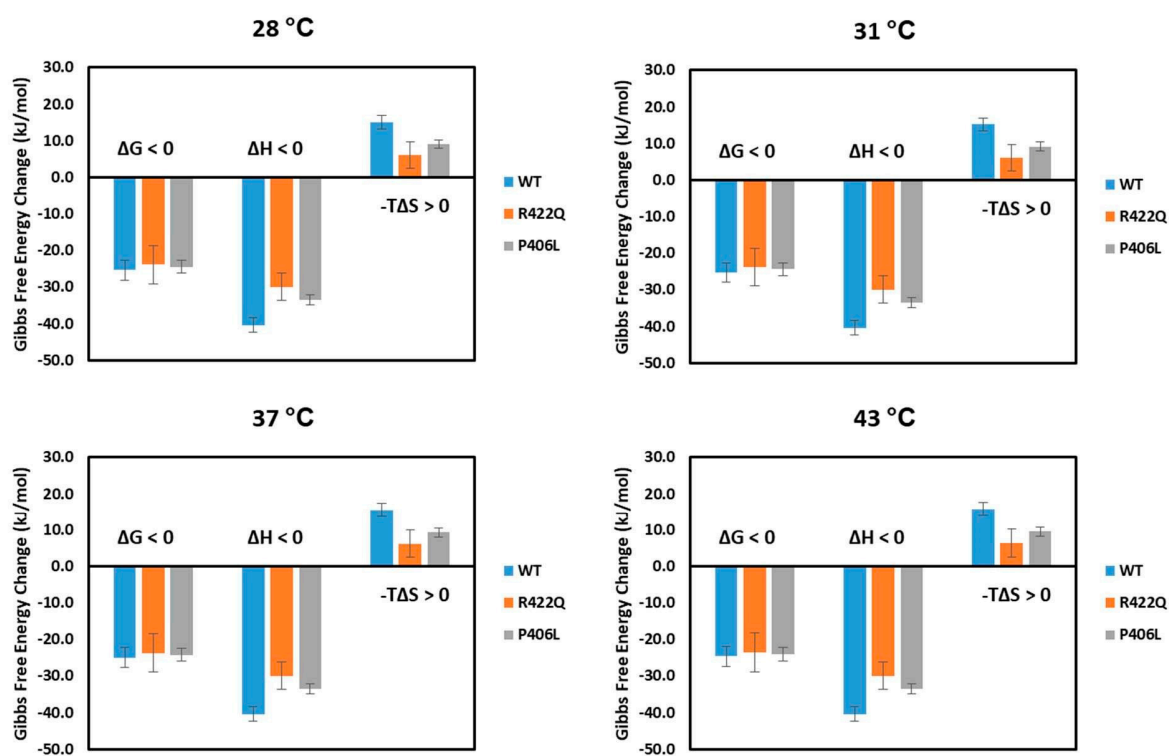 28 °C
Gibbs Free Energy Change (kJ/mol)
30.0
20.0
10.0
0.0
-10.0
-20.0
-30.0
-40.0
-50.0
ΔG < 0
ΔH < 0
-TΔS > 0
WT
R422Q
P406L
31 °C
Gibbs Free Energy Change (kJ/mol)
30.0
20.0
10.0
0.0
-10.0
-20.0
-30.0
-40.0
-50.0
ΔG < 0
ΔH < 0
-TΔS > 0
WT
R422Q
P406L
37 °C
Gibbs Free Energy Change (kJ/mol)
30.0
20.0
10.0
0.0
-10.0
-20.0
-30.0
-40.0
-50.0
ΔG < 0
ΔH < 0
-TΔS > 0
WT
R422Q
P406L
43 °C
Gibbs Free Energy Change (kJ/mol)
30.0
20.0
10.0
0.0
-10.0
-20.0
-30.0
-40.0
-50.0
ΔG < 0
ΔH < 0
-TΔS > 0
WT
R422Q
P406L